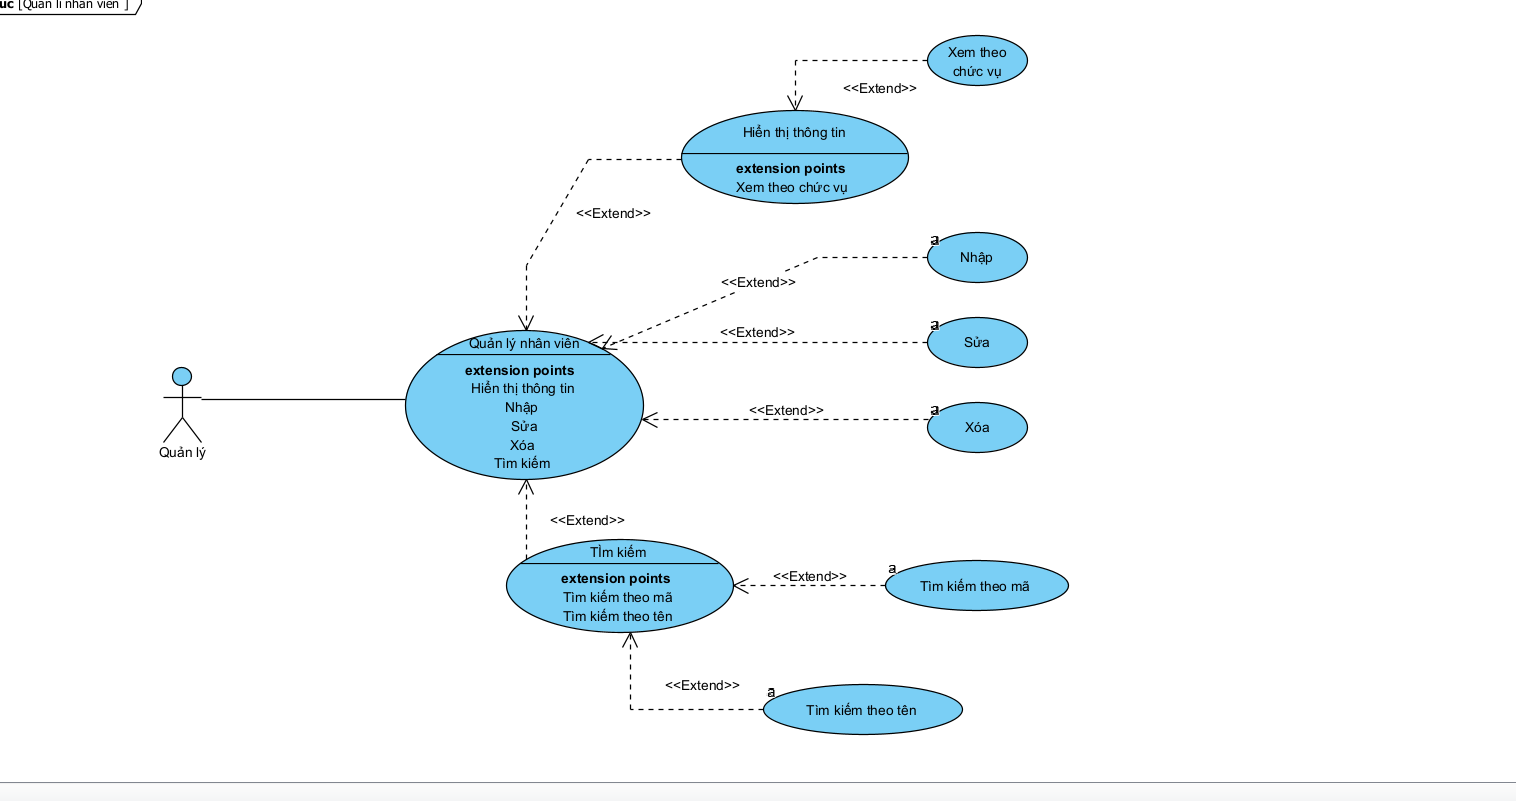 uc [Quản lí nhân viên ]
Xem theo
chức vụ
<<Extend>>
Hiển thị thông tin
extension points
Xem theo chức vụ
<<Extend>>
a
Nhập
<<Extend>>
a
Sửa
<<Extend>>
Quản lý nhân viên
extension points
Hiển thị thông tin
Nhập
Sửa
Xóa
Tìm kiếm
a
Xóa
<<Extend>>
Quản lý
<<Extend>>
TÌm kiếm
extension points
Tìm kiếm theo mã
Tìm kiếm theo tên
<<Extend>>
a
Tìm kiếm theo mã
<<Extend>>
a
Tìm kiếm theo tên